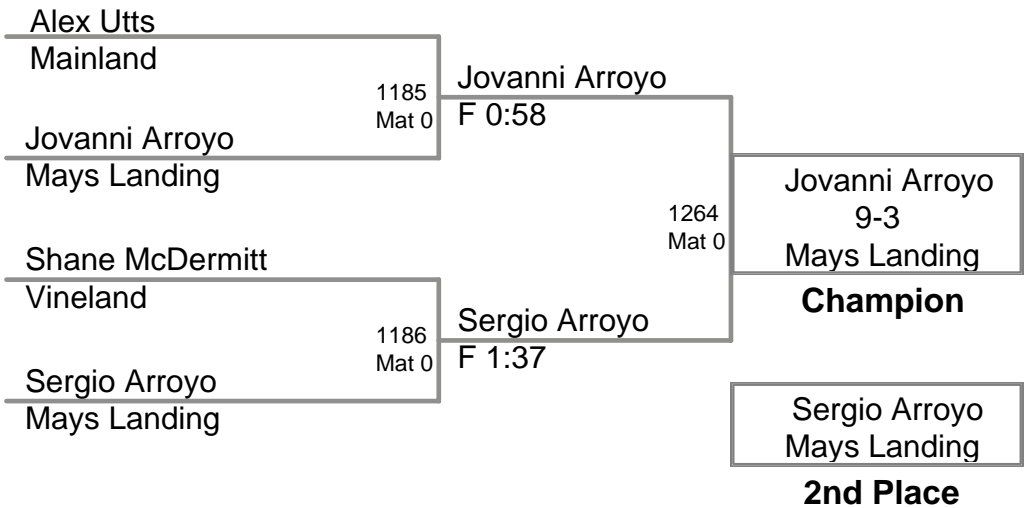 Alex Utts
Mainland
1185
Mat 0
Jovanni Arroyo
F 0:58
Jovanni Arroyo
Mays Landing
1264
Mat 0
Jovanni Arroyo
9-3
Mays Landing
Champion
Shane McDermitt
Vineland
1186
Mat 0
Sergio Arroyo
F 1:37
Sergio Arroyo
Mays Landing
Sergio Arroyo
Mays Landing
2nd Place